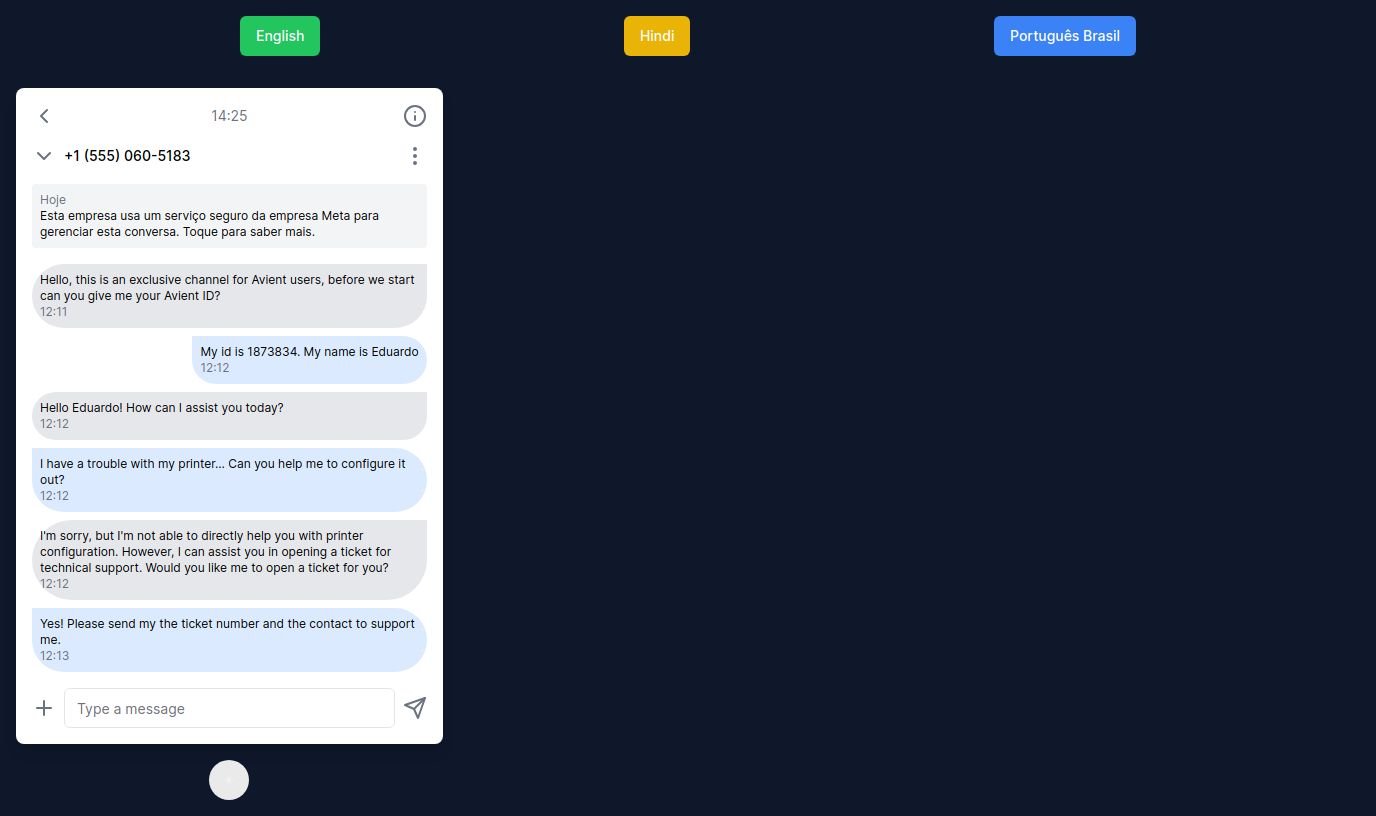 English
Hindi
Português Brasil
14:25
+1 (555) 060-5183
Hoje
Esta empresa usa um serviço seguro da empresa Meta para
gerenciar esta conversa. Toque para saber mais.
Hello, this is an exclusive channel for Avient users, before we start
can you give me your Avient ID?
12:11
My id is 1873834. My name is Eduardo
12:12
Hello Eduardo! How can I assist you today?
12:12
I have a trouble with my printer... Can you help me to configure it
out?
12:12
I'm sorry, but I'm not able to directly help you with printer
configuration. However, I can assist you in opening a ticket for
technical support. Would you like me to open a ticket for you?
12:12
Yes! Please send my the ticket number and the contact to support
me.
12:13
Type a message